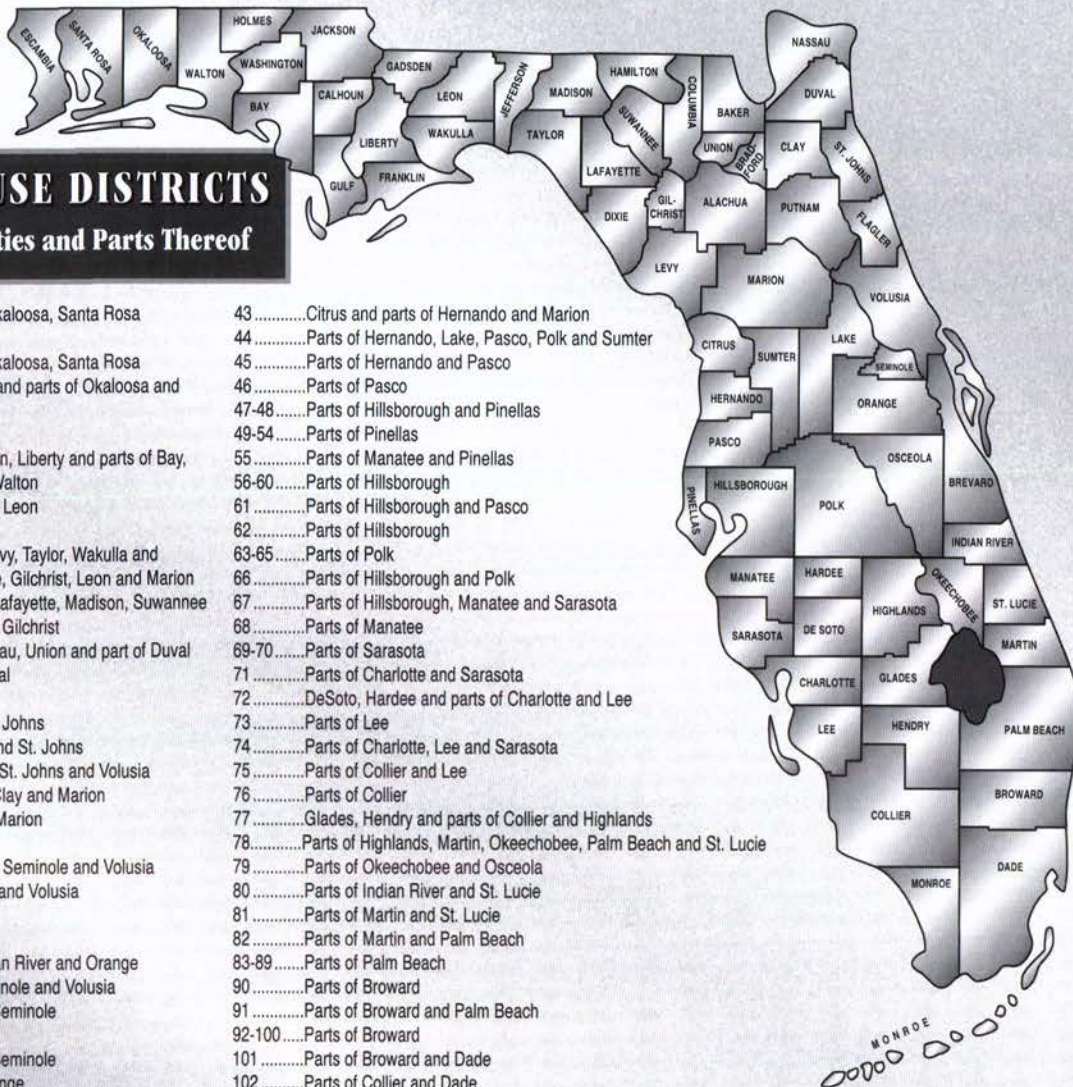 HOLMES
JACKSON
ESCAMBIA
SANTA ROSA
OKALOOSA
WALTON
WASHINGTON
BAY
CALHOUN
GADSDEN
LEON
JEFFERSON
MADISON
HAMILTON
COLUMBIA
BAKER
NASSAU
DUVAL
LIBERTY
WAKULLA
TAYLOR
SUWANNEE
LAFAYETTE
UNION
BRAD-
FORD
CLAY
ST. JOHNS
GULF
FRANKLIN
DIXIE
GIL-
CHRIST
ALACHUA
PUTNAM
FLAGLER
LEVY
MARION
VOLUSIA
CITRUS
SUMTER
LAKE
SEMINOLE
HERNANDO
ORANGE
PASCO
OSCEOLA
PINELLAS
HILLSBOROUGH
POLK
BREVARD
INDIAN RIVER
MANATEE
HARDEE
HIGHLANDS
OKEECHOBEE
ST. LUCIE
SARASOTA
DE SOTO
MARTIN
CHARLOTTE
GLADES
LEE
HENDRY
PALM BEACH
COLLIER
BROWARD
MONROE
DADE
MONROE
USE DISTRICTS
ties and Parts Thereof
kaloosa, Santa Rosa
kaloosa, Santa Rosa
and parts of Okaloosa and
n, Liberty and parts of Bay,
Walton
Leon
vy, Taylor, Wakulla and
e, Gilchrist, Leon and Marion
afayette, Madison, Suwannee
Gilchrist
au, Union and part of Duval
al
Johns
nd St. Johns
St. Johns and Volusia
Clay and Marion
Marion
Seminole and Volusia
and Volusia
an River and Orange
inole and Volusia
Seminole
Seminole
nge
43 ...........Citrus and parts of Hernando and Marion
44 ...........Parts of Hernando, Lake, Pasco, Polk and Sumter
45 ...........Parts of Hernando and Pasco
46 ...........Parts of Pasco
47-48 .......Parts of Hillsborough and Pinellas
49-54 .......Parts of Pinellas
55 ...........Parts of Manatee and Pinellas
56-60 .......Parts of Hillsborough
61 ...........Parts of Hillsborough and Pasco
62 ...........Parts of Hillsborough
63-65 .......Parts of Polk
66 ...........Parts of Hillsborough and Polk
67 ...........Parts of Hillsborough, Manatee and Sarasota
68 ...........Parts of Manatee
69-70 .......Parts of Sarasota
71 ...........Parts of Charlotte and Sarasota
72 ...........DeSoto, Hardee and parts of Charlotte and Lee
73 ...........Parts of Lee
74 ...........Parts of Charlotte, Lee and Sarasota
75 ...........Parts of Collier and Lee
76 ...........Parts of Collier
77 ...........Glades, Hendry and parts of Collier and Highlands
78 ...........Parts of Highlands, Martin, Okeechobee, Palm Beach and St. Lucie
79 ...........Parts of Okeechobee and Osceola
80 ...........Parts of Indian River and St. Lucie
81 ...........Parts of Martin and St. Lucie
82 ...........Parts of Martin and Palm Beach
83-89 .......Parts of Palm Beach
90 ...........Parts of Broward
91 ...........Parts of Broward and Palm Beach
92-100 .....Parts of Broward
101 .........Parts of Broward and Dade
102 .........Parts of Collier and Dade